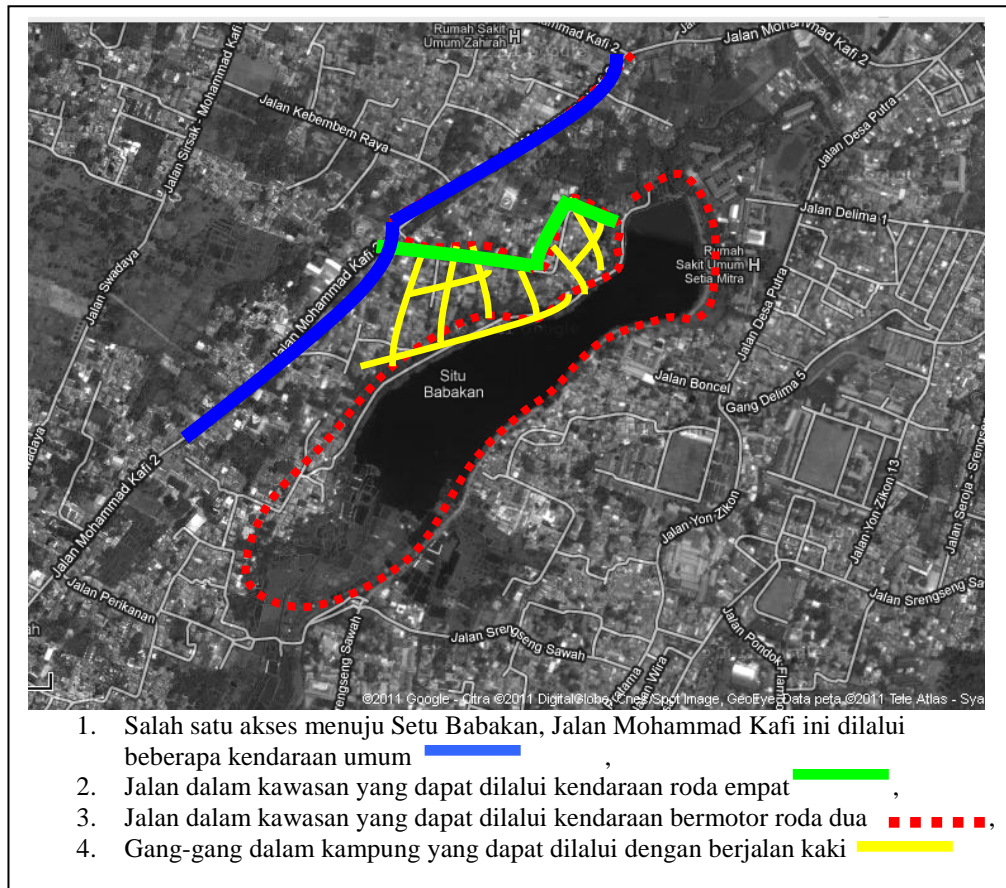 Rumah Sakit
Umum Zahirah H
Kafi 2
Jalan Mohammad Kafi 2
Jalan Sirsak - Mohammad Kafi
Jalan Kebembem Raya
Jalan Desa Putra
Jalan Delima 1
Jalan Swadaya
Jalan Mohammad Kafi 2
Rumah
Sakit Umum H
Setia Mitra
Jalan Desa Putra
Situ
Babakan
Jalan Boncel
Gang Delima 5
Jalan Mohammad Kafi 2
Jalan Yon Zikon
Jalan Yon Zikon 13
Jalan Seroja - Srengseng
Jalan Perikanan
Jalan Srengseng Sawah
Jalan Srengseng Sa
Srengseng Sawah
Jalan Wira
Pratama
©2011 Google - Citra ©2011 DigitalGlobe, Cnes/Spot Image, GeoEye, Data peta ©2011 Tele Atlas - Sya
1. Salah satu akses menuju Setu Babakan, Jalan Mohammad Kafi ini dilalui
beberapa kendaraan umum ,
2. Jalan dalam kawasan yang dapat dilalui kendaraan roda empat ,
3. Jalan dalam kawasan yang dapat dilalui kendaraan bermotor roda dua ,
4. Gang-gang dalam kampung yang dapat dilalui dengan berjalan kaki